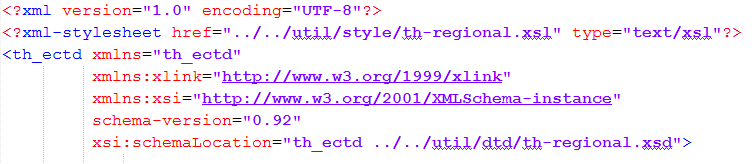 <?xml version="1.0" encoding="UTF-8"?>
<?xml-stylesheet href="../../util/style/th-regional.xsl" type="text/xsl"?>
<th_ectd xmlns="th_ectd"
xmlns:xlink="http://www.w3.org/1999/xlink"
xmlns:xsi="http://www.w3.org/2001/XMLSchema-instance"
schema-version="0.92"
xsi:schemaLocation="th_ectd ../../util/dtd/th-regional.xsd">